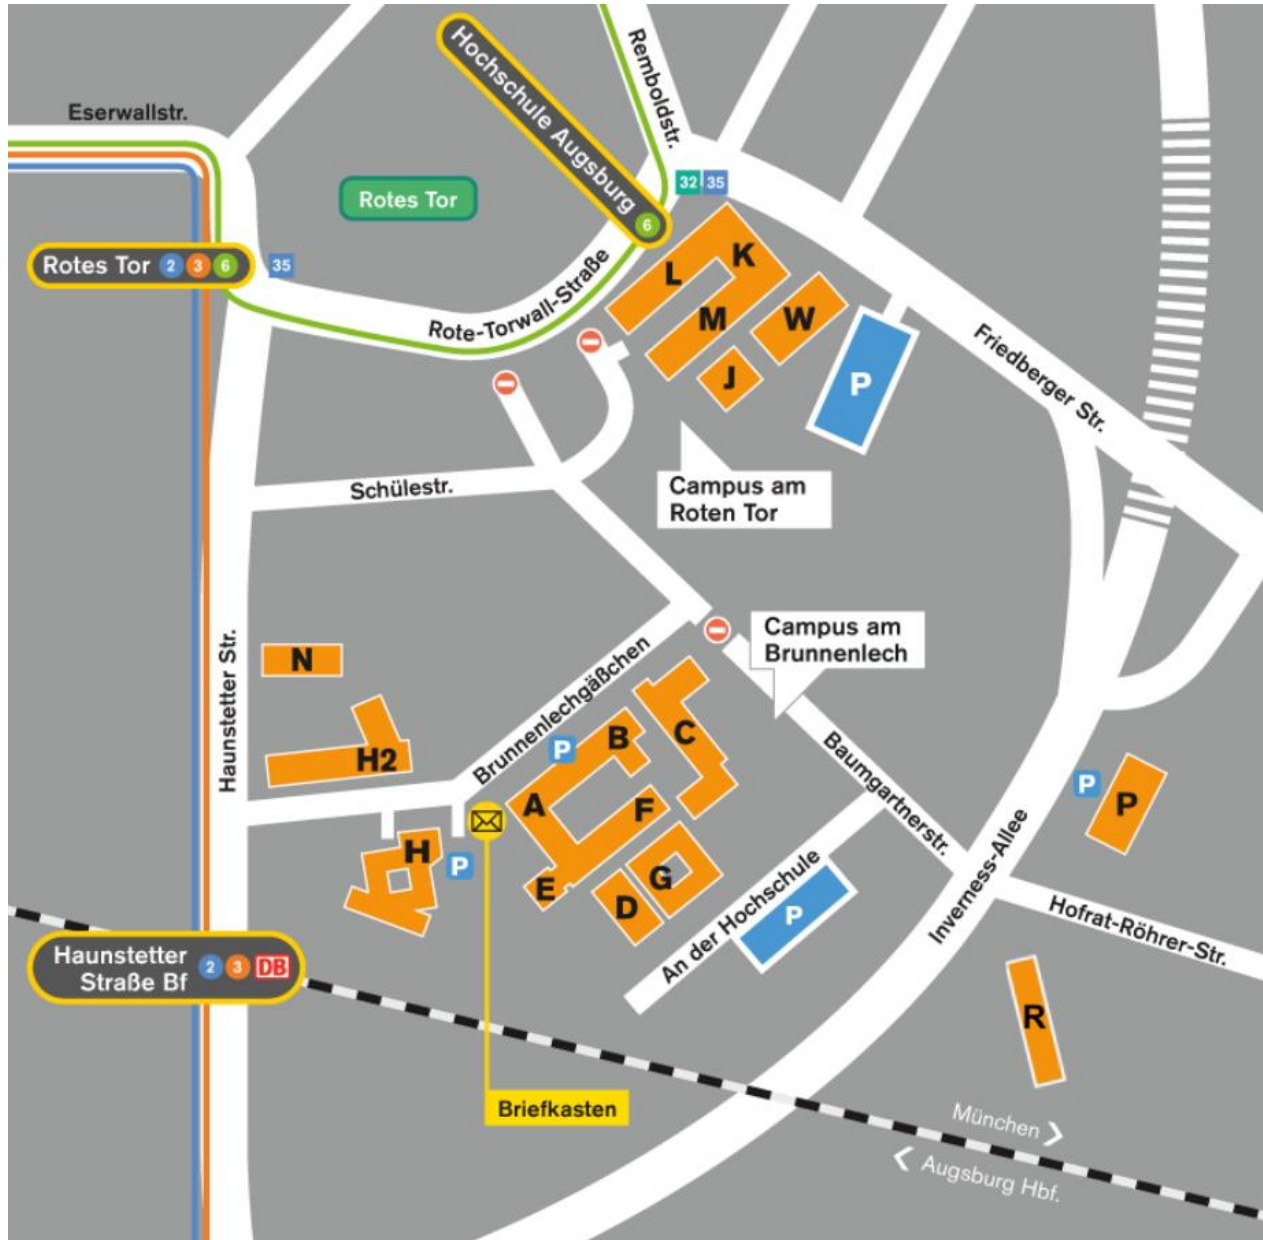 Eserwallstr.
Hochschule Augsburg 6
Remboldstr.
32 35
Rotes Tor
Rotes Tor 2 3 6
35
Rote-Torwall-Straße
L
K
M
W
J
P
Friedberger Str.
Campus am
Roten Tor
Schülestr.
Haunstetter Str.
N
H2
Brunnenlechgäßchen
Campus am
Brunnenlech
P
B
C
A
F
E
G
D
H
P
Baumgartnerstr.
An der Hochschule
P
Inverness-Allee
P
P
Hofrat-Röhrer-Str.
R
Haunstetter
Straße Bf 2 3 DB
Briefkasten
München
Augsburg Hbf.